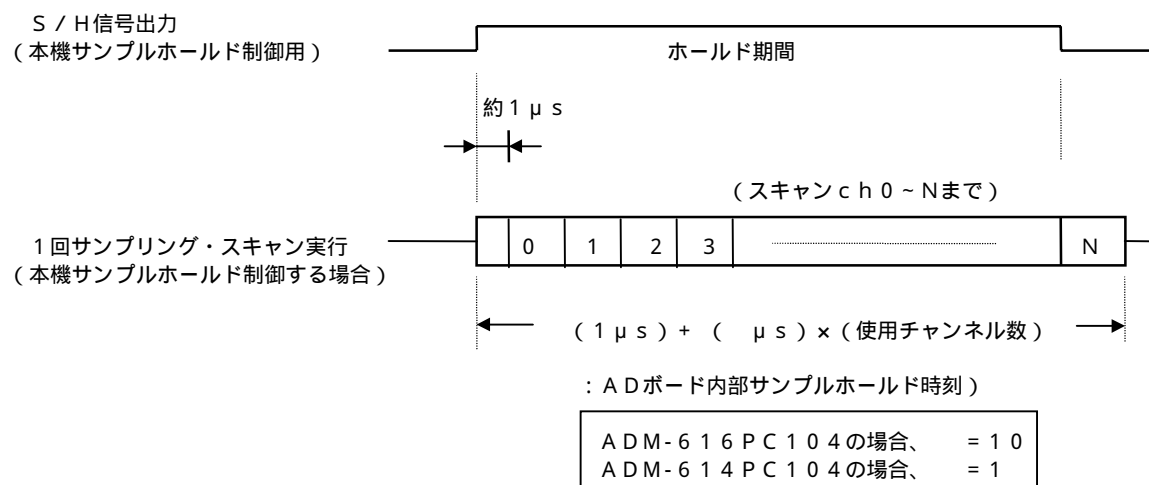 S/H信号出力
(本機サンプルホールド制御用)
ホールド期間
約1μs
(スキャンch0~Nまで)
1回サンプリング・スキャン実行
(本機サンプルホールド制御する場合)
0 1 2 3 N
(1μs)+( μs)×(使用チャンネル数)
:ADボード内部サンプルホールド時刻)
ADM-616PC104の場合、 =10
ADM-614PC104の場合、 =1